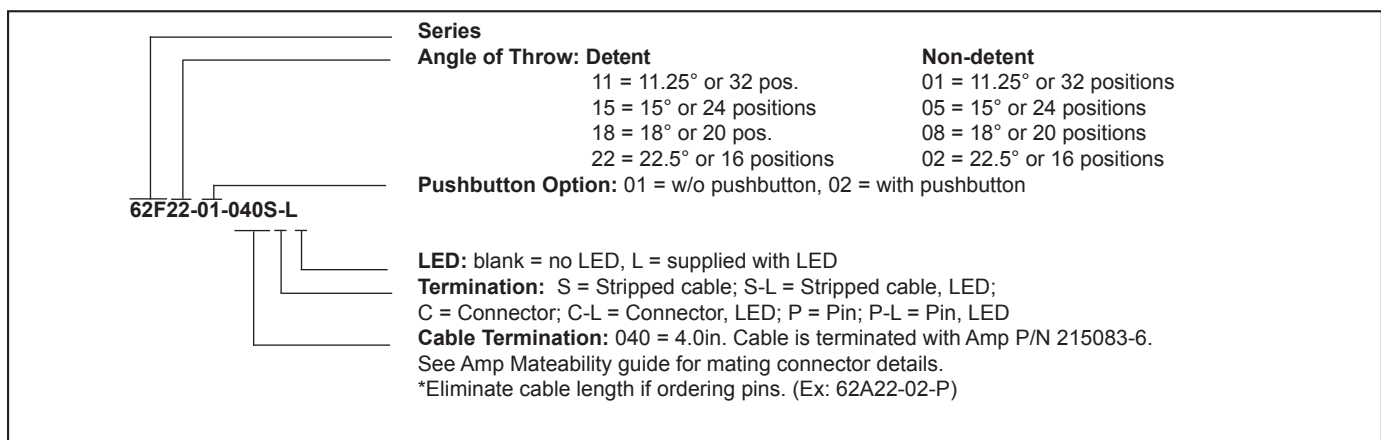 Series
Angle of Throw: Detent Non-detent
11 = 11.25° or 32 pos. 01 = 11.25° or 32 positions
15 = 15° or 24 positions 05 = 15° or 24 positions
18 = 18° or 20 pos. 08 = 18° or 20 positions
22 = 22.5° or 16 positions 02 = 22.5° or 16 positions
Pushbutton Option: 01 = w/o pushbutton, 02 = with pushbutton
62F22-01-040S-L
LED: blank = no LED, L = supplied with LED
Termination: S = Stripped cable; S-L = Stripped cable, LED;
C = Connector; C-L = Connector, LED; P = Pin; P-L = Pin, LED
Cable Termination: 040 = 4.0in. Cable is terminated with Amp P/N 215083-6.
See Amp Mateability guide for mating connector details.
*Eliminate cable length if ordering pins. (Ex: 62A22-02-P)